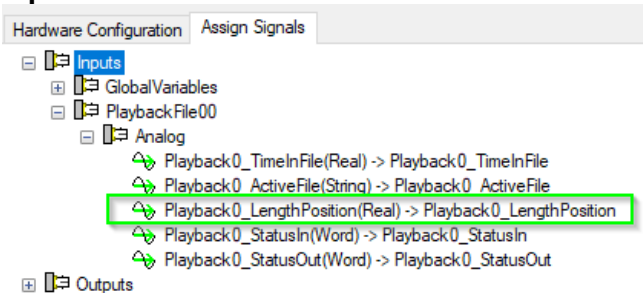 Hardware Configuration Assign Signals
Inputs
GlobalVariables
PlaybackFile00
Analog
Playback0_TimeInFile(Real) -> Playback0_TimeInFile
Playback0_ActiveFile(String) -> Playback0_ActiveFile
Playback0_LengthPosition(Real) -> Playback0_LengthPosition
Playback0_StatusIn(Word) -> Playback0_StatusIn
Playback0_StatusOut(Word) -> Playback0_StatusOut
Outputs